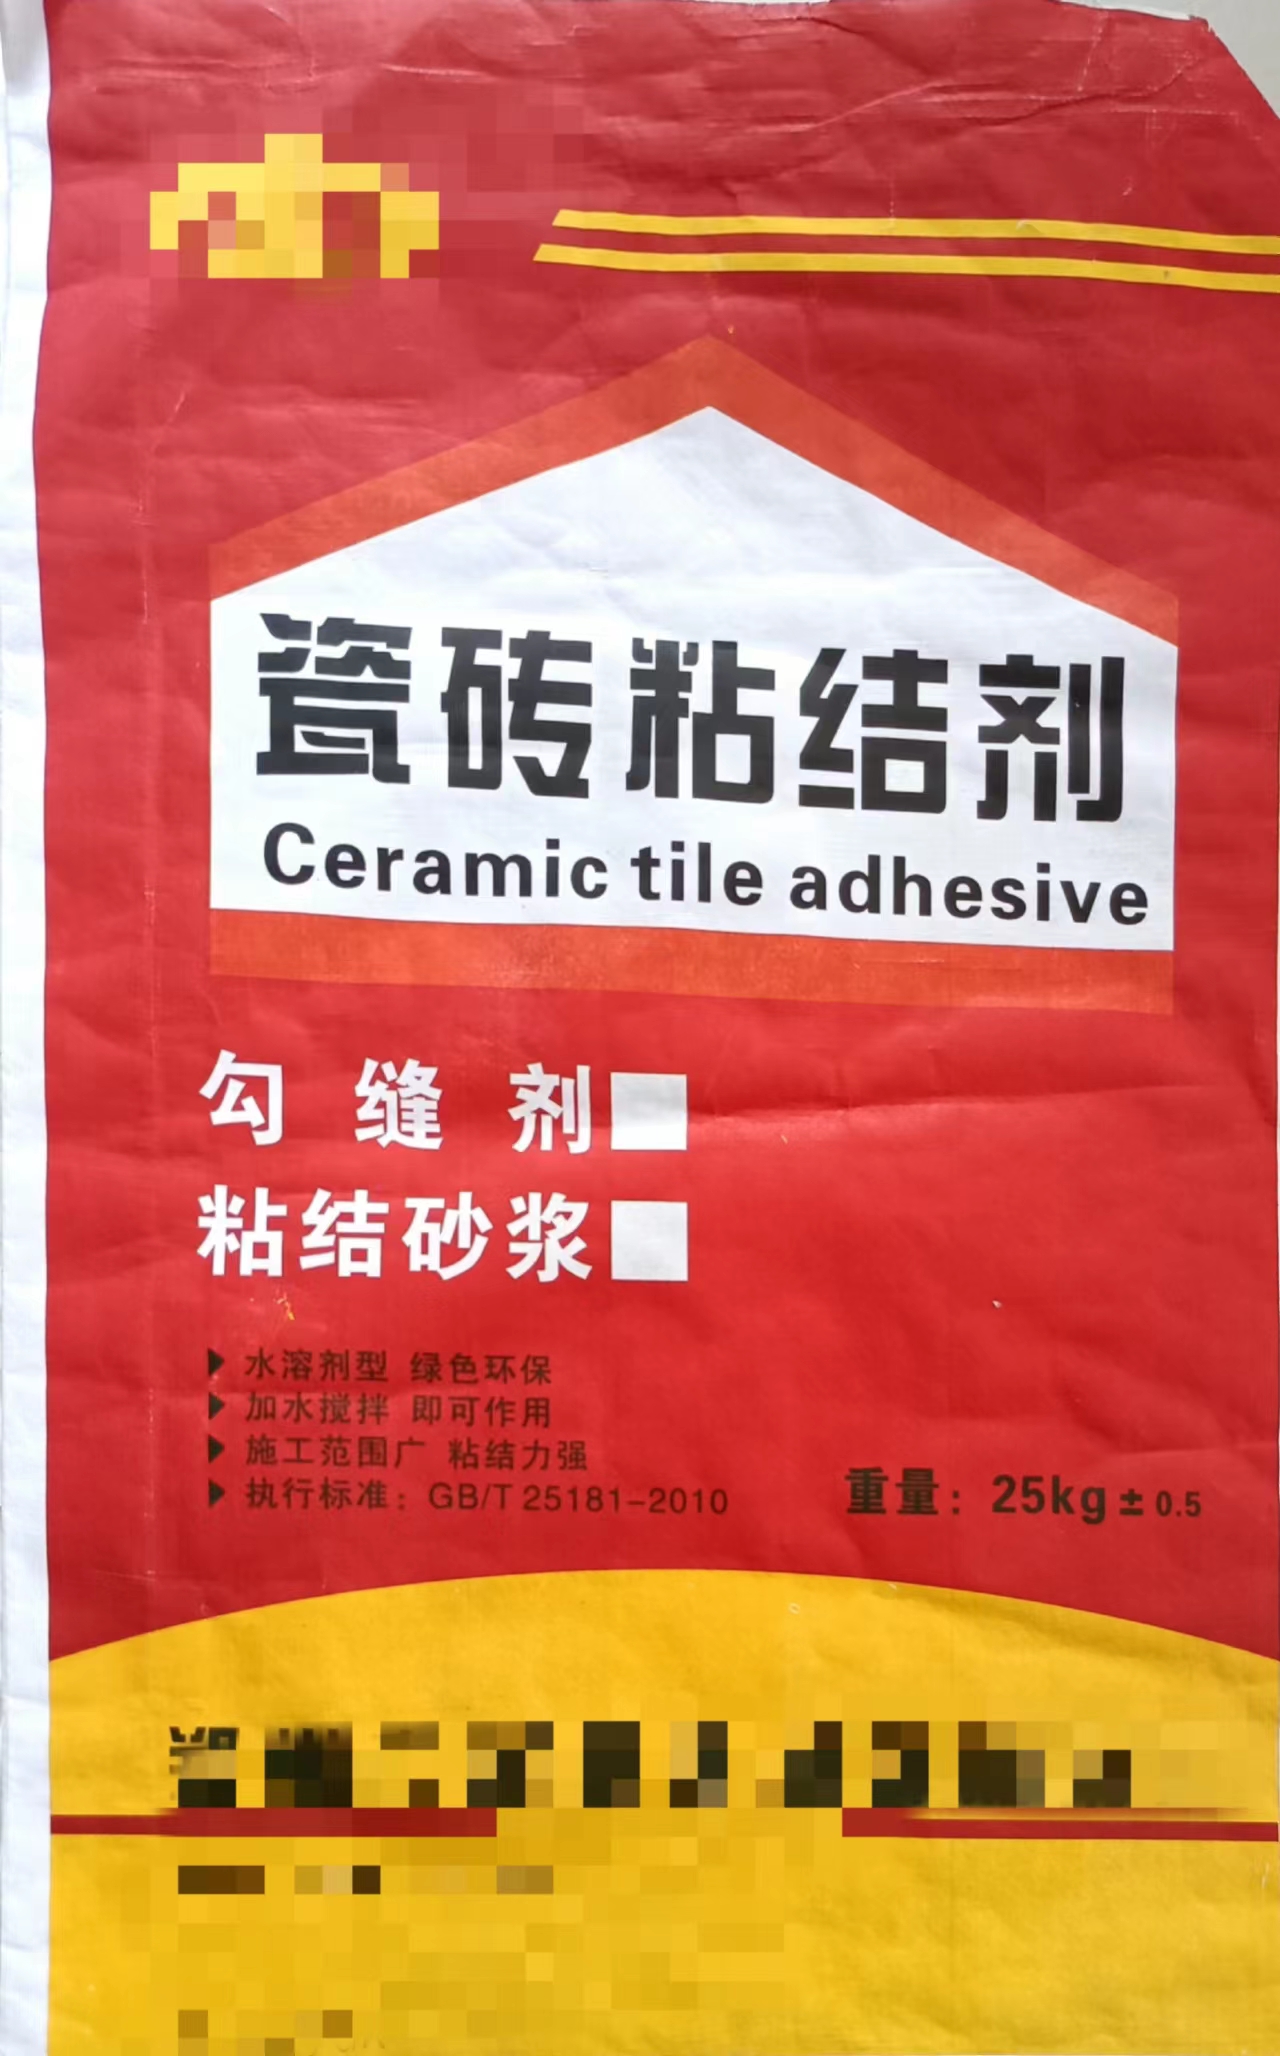 瓷砖粘结剂
Ceramic tile adhesive
勾缝剂
粘结砂浆
水溶剂型 绿色环保
加水搅拌 即可作用
施工范围广 粘结力强
执行标准：GB/T 25181-2010
重量：25kg±0.5